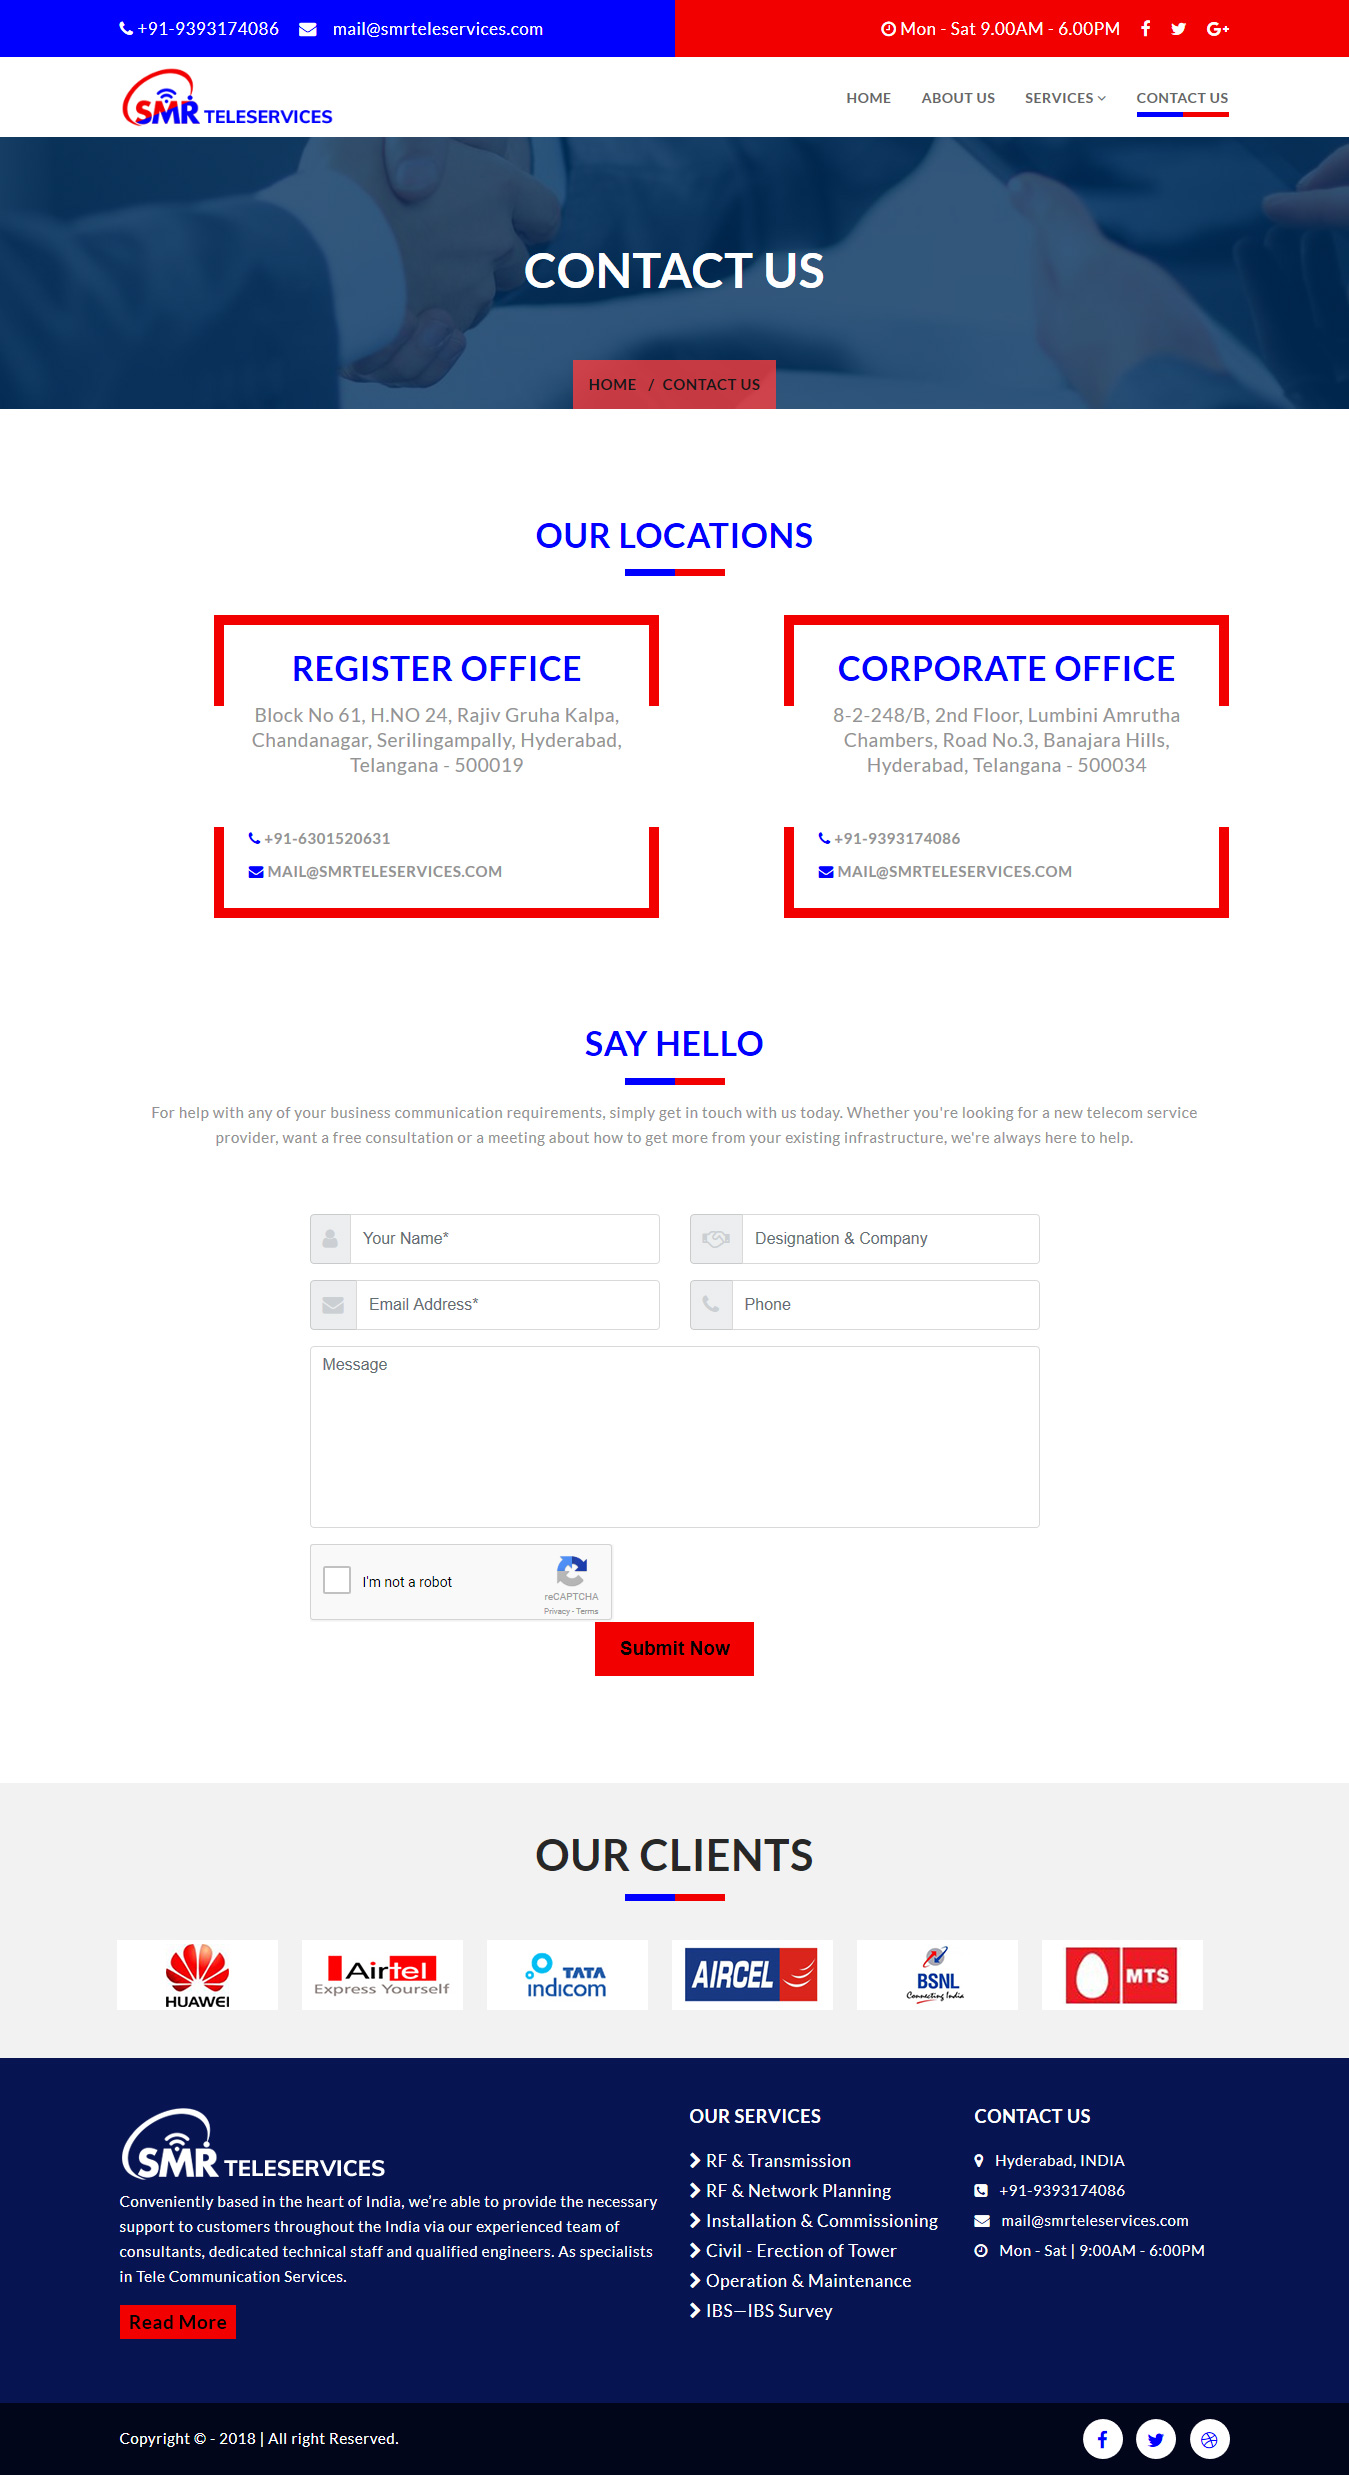 +91-9393174086 mail@smrteleservices.com Mon - Sat 9.00AM - 6.00PM
SMR TELESERVICES
HOME ABOUT US SERVICES CONTACT US
CONTACT US
HOME / CONTACT US
OUR LOCATIONS
REGISTER OFFICE
Block No 61, H.NO 24, Rajiv Gruha Kalpa,
Chandanagar, Serilingampally, Hyderabad,
Telangana - 500019
+91-6301520631
MAIL@SMRTELESERVICES.COM
CORPORATE OFFICE
8-2-248/B, 2nd Floor, Lumbini Amrutha
Chambers, Road No.3, Banajara Hills,
Hyderabad, Telangana - 500034
+91-9393174086
MAIL@SMRTELESERVICES.COM
SAY HELLO
For help with any of your business communication requirements, simply get in touch with us today. Whether you're looking for a new telecom service
provider, want a free consultation or a meeting about how to get more from your existing infrastructure, we're always here to help.
Your Name*
Designation & Company
Email Address*
Phone
Message
I'm not a robot
reCAPTCHA
Privacy - Terms
Submit Now
OUR CLIENTS
HUAWEI
Airtel
Express Yourself
TATA
indicom
AIRCEL
BSNL
Connecting India
MTS
SMR TELESERVICES
Conveniently based in the heart of India, we’re able to provide the necessary
support to customers throughout the India via our experienced team of
consultants, dedicated technical staff and qualified engineers. As specialists
in Tele Communication Services.
Read More
OUR SERVICES
RF & Transmission
RF & Network Planning
Installation & Commissioning
Civil - Erection of Tower
Operation & Maintenance
IBS—IBS Survey
CONTACT US
Hyderabad, INDIA
+91-9393174086
mail@smrteleservices.com
Mon - Sat | 9:00AM - 6:00PM
Copyright © - 2018 | All right Reserved.